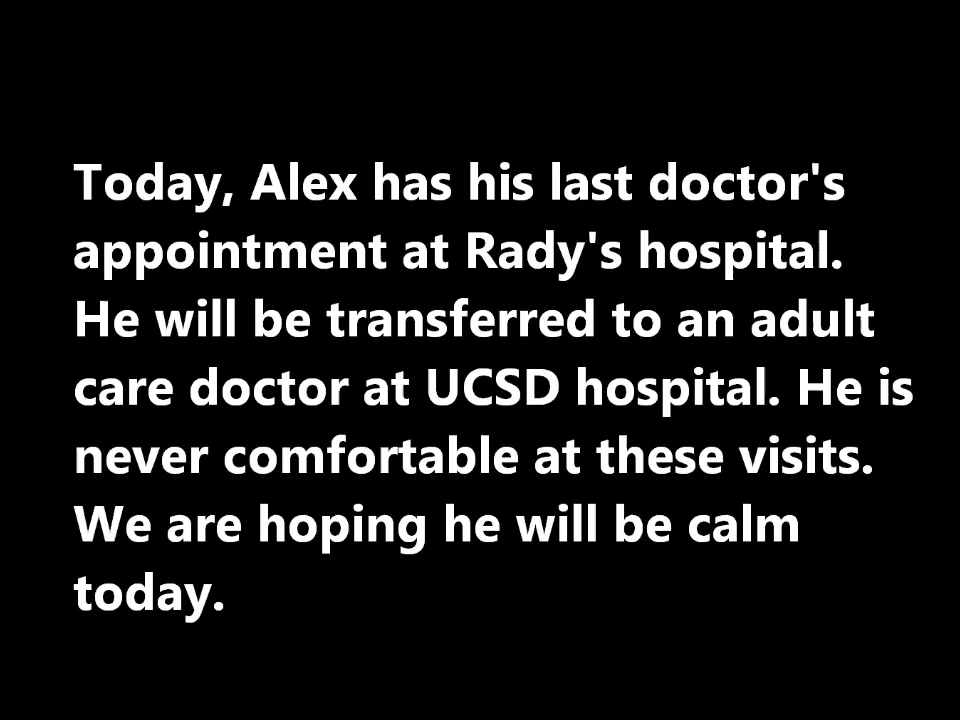 Today, Alex has his last doctor's
appointment at Rady's hospital.
He will be transferred to an adult
care doctor at UCSD hospital. He is
never comfortable at these visits.
We are hoping he will be calm
today.